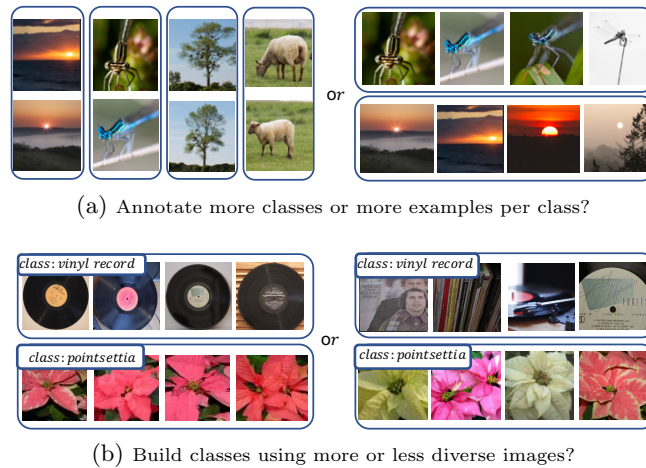 or
(a) Annotate more classes or more examples per class?
class: vinyl record
class: vinyl record
or
class: pointsettia
class: pointsettia
(b) Build classes using more or less diverse images?